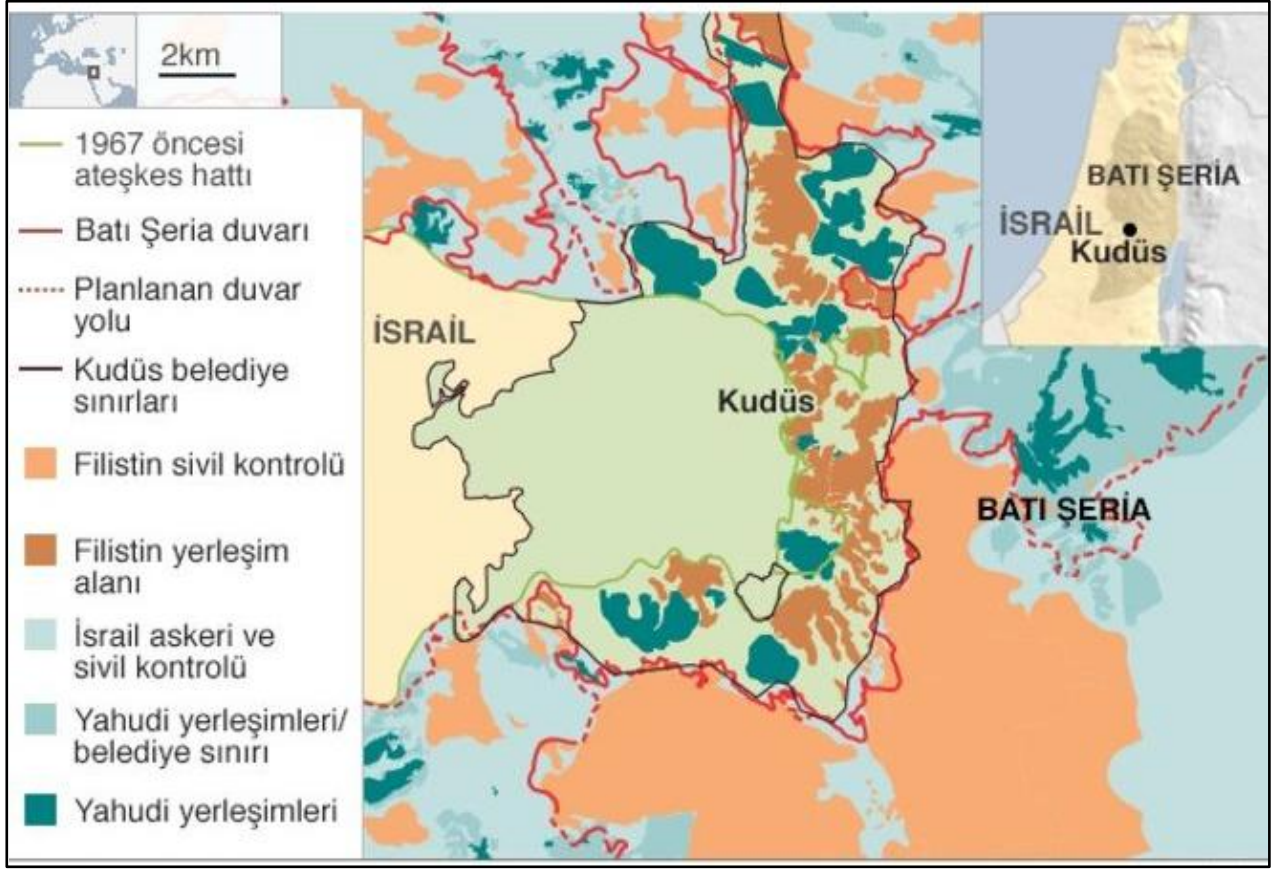 2km
1967 öncesi
ateşkes hattı
Batı Şeria duvarı
Planlanan duvar
yolu
Kudüs belediye
sınırları
Filistin sivil kontrolü
Filistin yerleşim
alanı
İsrail askeri ve
sivil kontrolü
Yahudi yerleşimleri/
belediye sınırı
Yahudi yerleşimleri
İSRAİL
Kudüs
BATI ŞERİA
BATI ŞERİA
İSRAİL
Kudüs